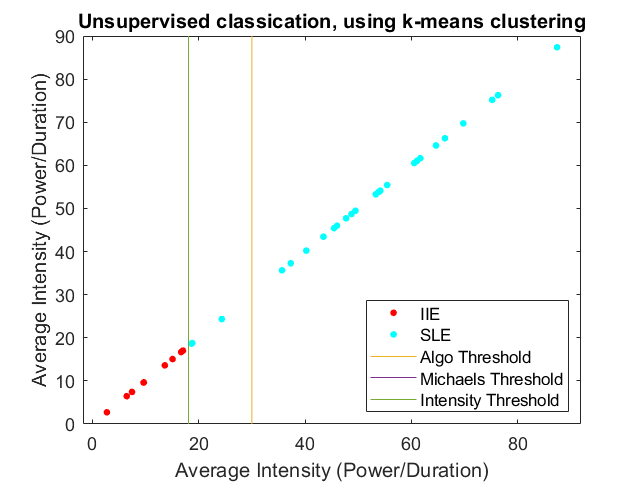 Unsupervised classication, using k-means clustering
90
80
70
60
50
40
30
20
10
0
Average Intensity (Power/Duration)
IIE
SLE
Algo Threshold
Michaels Threshold
Intensity Threshold
0 20 40 60 80
Average Intensity (Power/Duration)